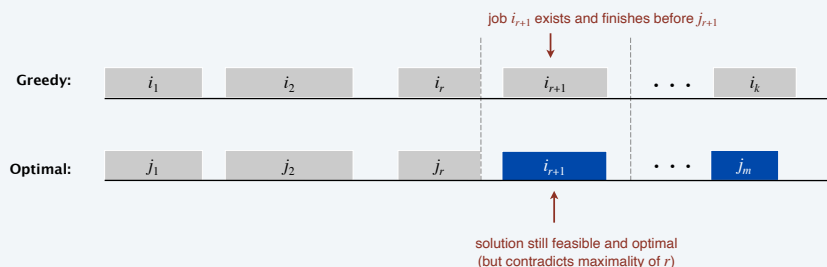 job i_{r+1} exists and finishes before j_{r+1}
Greedy: i_1 i_2 i_r i_{r+1} . . . i_k
Optimal: j_1 j_2 j_r i_{r+1} . . . j_m
solution still feasible and optimal
(but contradicts maximality of r)